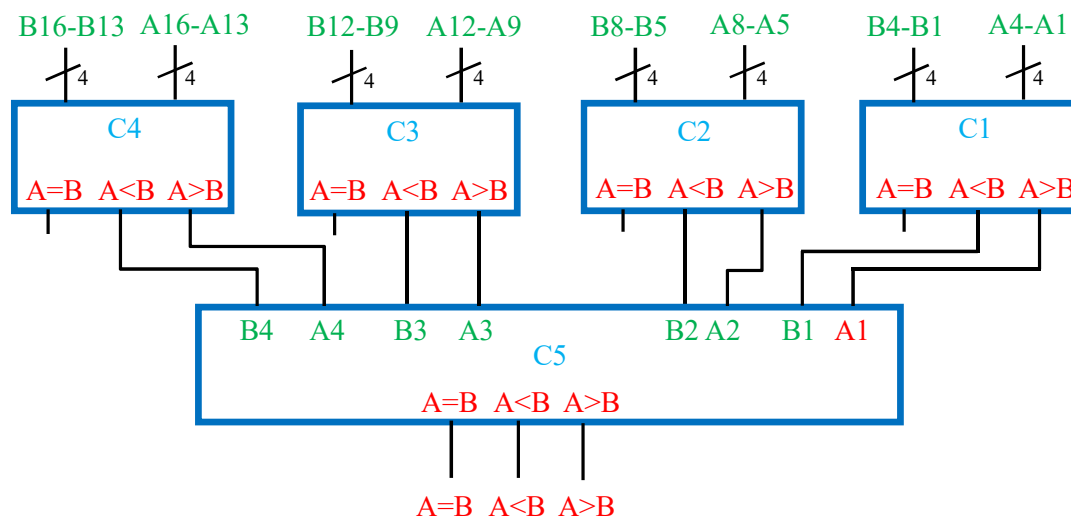 B16-B13 A16-A13 B12-B9 A12-A9 B8-B5 A8-A5 B4-B1 A4-A1
4 4 4 4 4 4 4 4
C4 C3 C2 C1
A=B A<B A>B A=B A<B A>B A=B A<B A>B A=B A<B A>B
B4 A4 B3 A3 B2 A2 B1 A1
C5
A=B A<B A>B
A=B A<B A>B